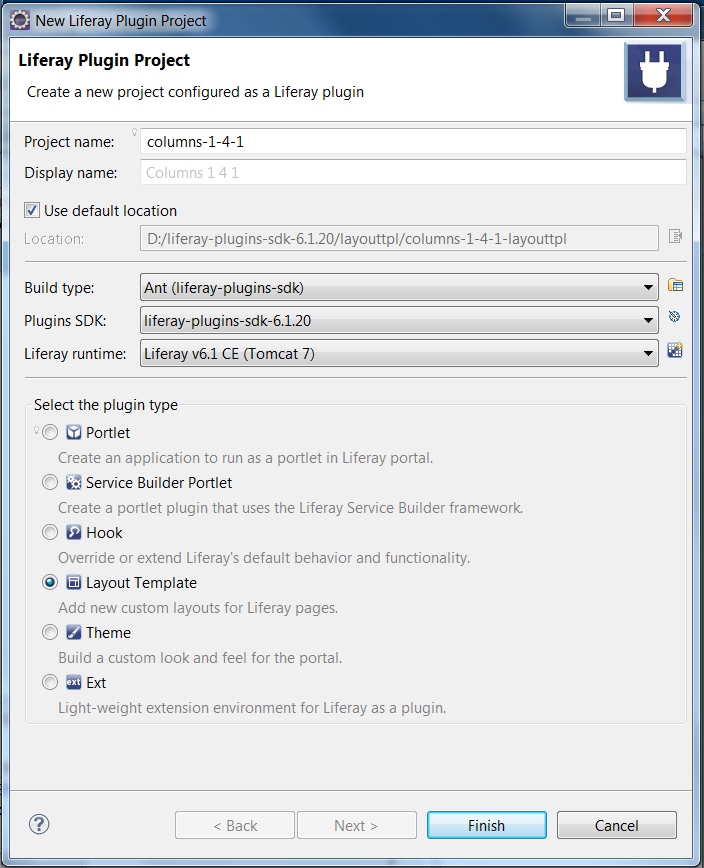 New Liferay Plugin Project
Liferay Plugin Project
Create a new project configured as a Liferay plugin
Project name: columns-1-4-1
Display name: Columns 1 4 1
Use default location
Location: D:/liferay-plugins-sdk-6.1.20/layouttpl/columns-1-4-1-layouttpl
Build type: Ant (liferay-plugins-sdk)
Plugins SDK: liferay-plugins-sdk-6.1.20
Liferay runtime: Liferay v6.1 CE (Tomcat 7)
Select the plugin type
Portlet
Create an application to run as a portlet in Liferay portal.
Service Builder Portlet
Create a portlet plugin that uses the Liferay Service Builder framework.
Hook
Override or extend Liferay's default behavior and functionality.
Layout Template
Add new custom layouts for Liferay pages.
Theme
Build a custom look and feel for the portal.
ext Ext
Light-weight extension environment for Liferay as a plugin.
? < Back Next > Finish Cancel